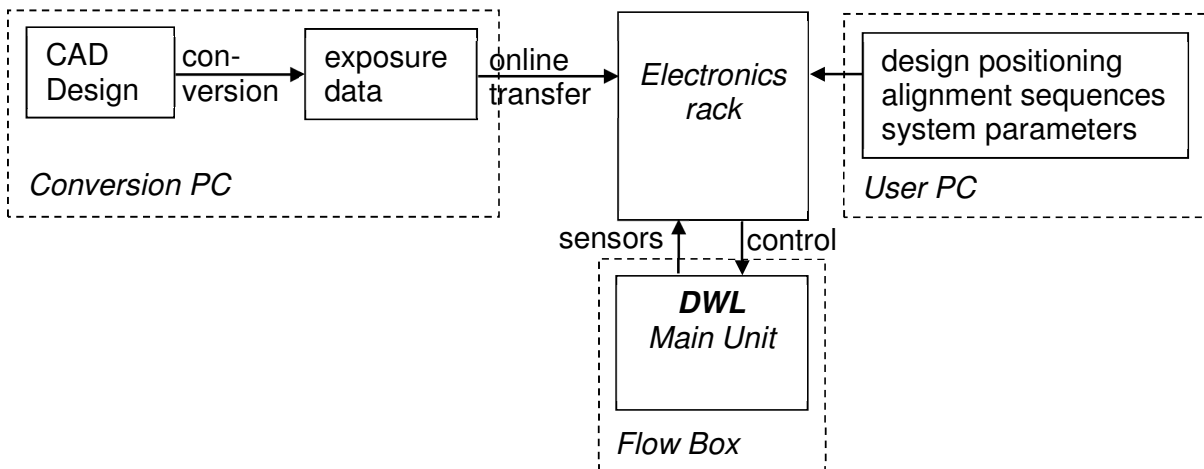 CAD
Design
con-
version
exposure
data
online
transfer
Conversion PC
Electronics
rack
design positioning
alignment sequences
system parameters
User PC
sensors
control
DWL
Main Unit
Flow Box